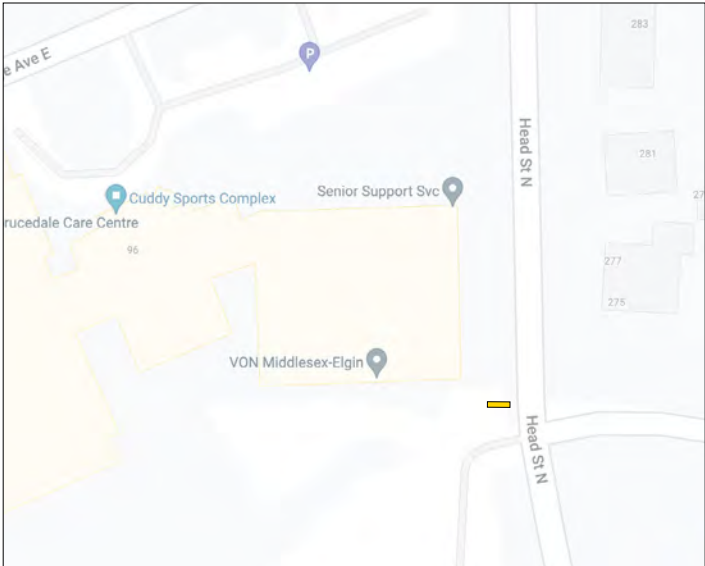 e Ave E
P
283
Head St N
281
Senior Support Svc
27
Cuddy Sports Complex
rucedale Care Centre
96
277
275
VON Middlesex-Elgin
Head St N